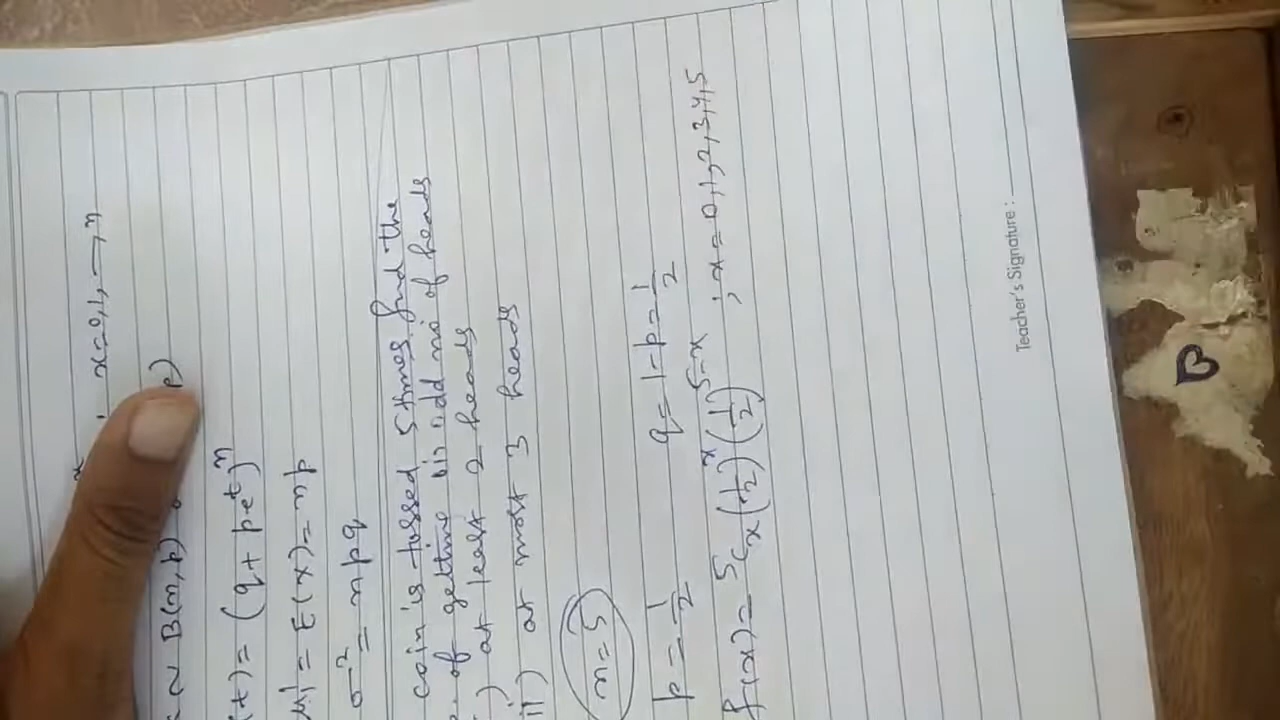 x=0,1,—,n
~ B(n,p) p)
(t)= (q+pet)n
μ1' = E(x)=np
σ2 = npq
coin is tossed 5 times find the
of getting odd no of heads
) at least 2 heads
ii) at most 3 heads
n=5
p=1/2 q=1-p=1/2
f(x)=5Cx(1/2)x(1/2)5-x ; x=0,1,2,3,4,5
Teacher's Signature :